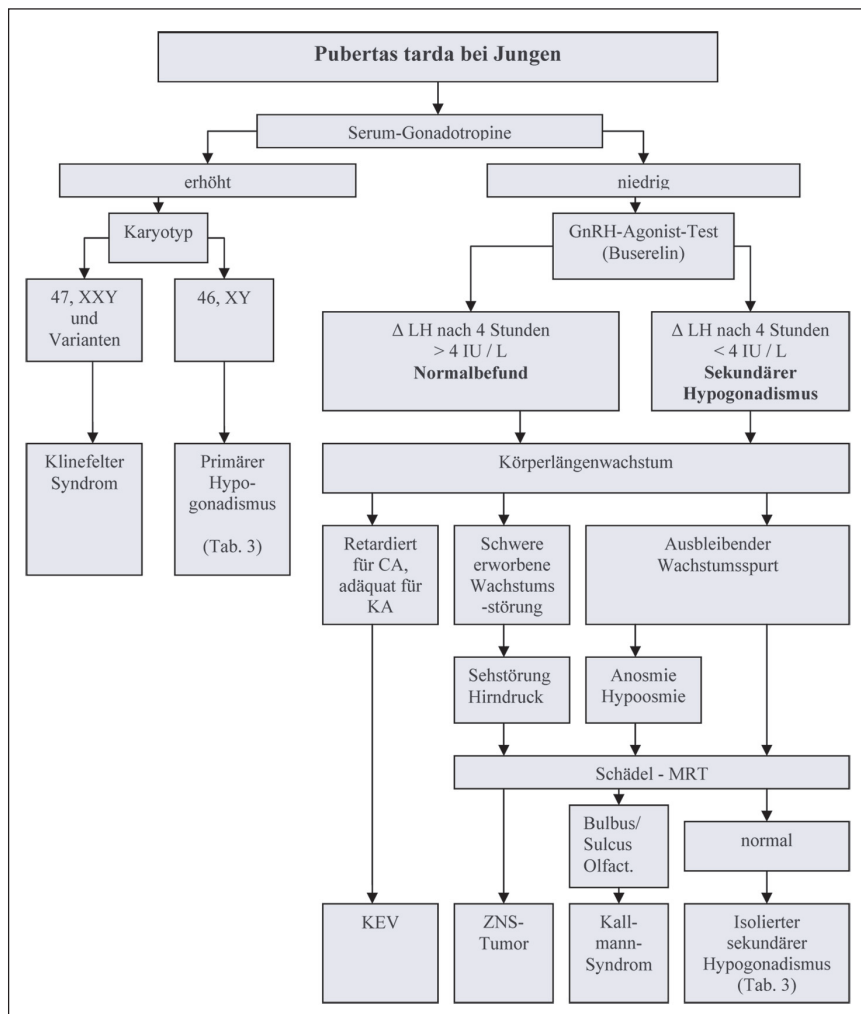 Pubertas tarda bei Jungen
Serum-Gonadotropine
erhöht
niedrig
Karyotyp
GnRH-Agonist-Test
(Buserelin)
47, XXY
und
Varianten
46, XY
Δ LH nach 4 Stunden
> 4 IU / L
Normalbefund
Δ LH nach 4 Stunden
< 4 IU / L
Sekundärer
Hypogonadismus
Klinefelter
Syndrom
Primärer
Hypo-
gonadismus
(Tab. 3)
Körperlängenwachstum
Retardiert
für CA,
adäquat für
KA
Schwere
erworbene
Wachstums
-störung
Ausbleibender
Wachstumsspurt
Sehstörung
Hirndruck
Anosmie
Hypoosmie
Schädel - MRT
Bulbus/
Sulcus
Olfact.
normal
KEV
ZNS-
Tumor
Kall-
mann-
Syndrom
Isolierter
sekundärer
Hypogonadismus
(Tab. 3)